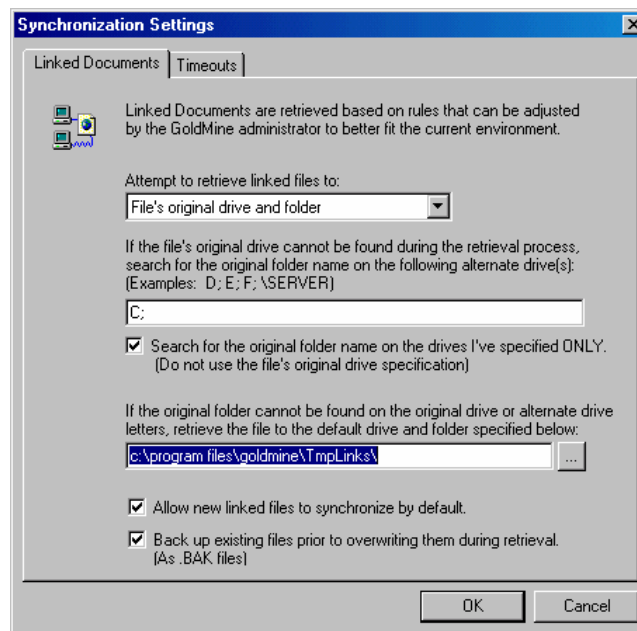 Synchronization Settings
Linked Documents
Timeouts
Linked Documents are retrieved based on rules that can be adjusted
by the GoldMine administrator to better fit the current environment.
Attempt to retrieve linked files to:
File's original drive and folder
If the file's original drive cannot be found during the retrieval process,
search for the original folder name on the following alternate drive(s):
(Examples: D; E; F; \SERVER)
C;
Search for the original folder name on the drives I've specified ONLY.
(Do not use the file's original drive specification)
If the original folder cannot be found on the original drive or alternate drive
letters, retrieve the file to the default drive and folder specified below:
c:\program files\goldmine\TmpLinks\
...
Allow new linked files to synchronize by default.
Back up existing files prior to overwriting them during retrieval.
(As .BAK files)
OK
Cancel